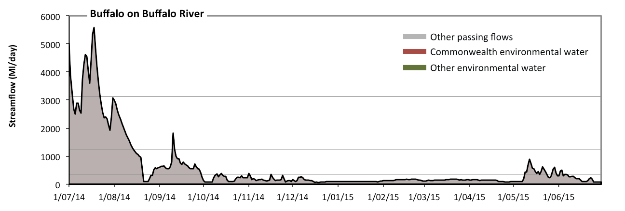 Buffalo on Buffalo River
Streamflow (Ml/day)
6000
5000
4000
3000
2000
1000
0
Other passing flows
Commonwealth environmental water
Other environmental water
1/07/14 1/08/14 1/09/14 1/10/14 1/11/14 1/12/14 1/01/15 1/02/15 1/03/15 1/04/15 1/05/15 1/06/15